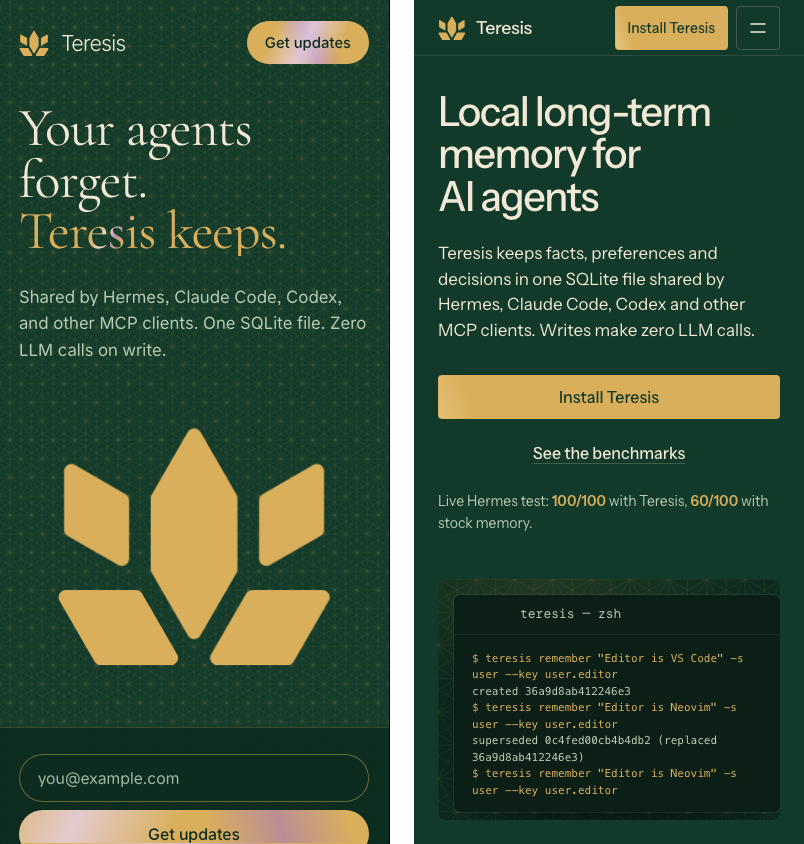 Teresis
Get updates
Your agents
forget.
Teresis keeps.
Shared by Hermes, Claude Code, Codex,
and other MCP clients. One SQLite file. Zero
LLM calls on write.
you@example.com
Get updates
Teresis
Install Teresis
Local long-term
memory for
AI agents
Teresis keeps facts, preferences and
decisions in one SQLite file shared by
Hermes, Claude Code, Codex and other
MCP clients. Writes make zero LLM calls.
Install Teresis
See the benchmarks
Live Hermes test: 100/100 with Teresis, 60/100 with
stock memory.
teresis — zsh
$ teresis remember "Editor is VS Code" -s
user --key user.editor
created 36a9d8ab412246e3
$ teresis remember "Editor is Neovim" -s
user --key user.editor
superseded 0c4fed00cb4b4db2 (replaced
36a9d8ab412246e3)
$ teresis remember "Editor is Neovim" -s
user --key user.editor